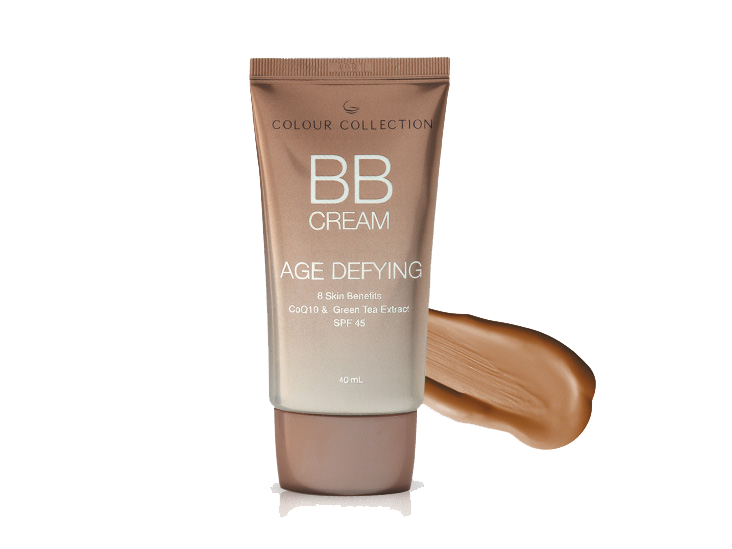 COLOUR COLLECTION
BB
CREAM
AGE DEFYING
8 Skin Benefits
CoQ10 & Green Tea Extract
SPF 45
40 mL